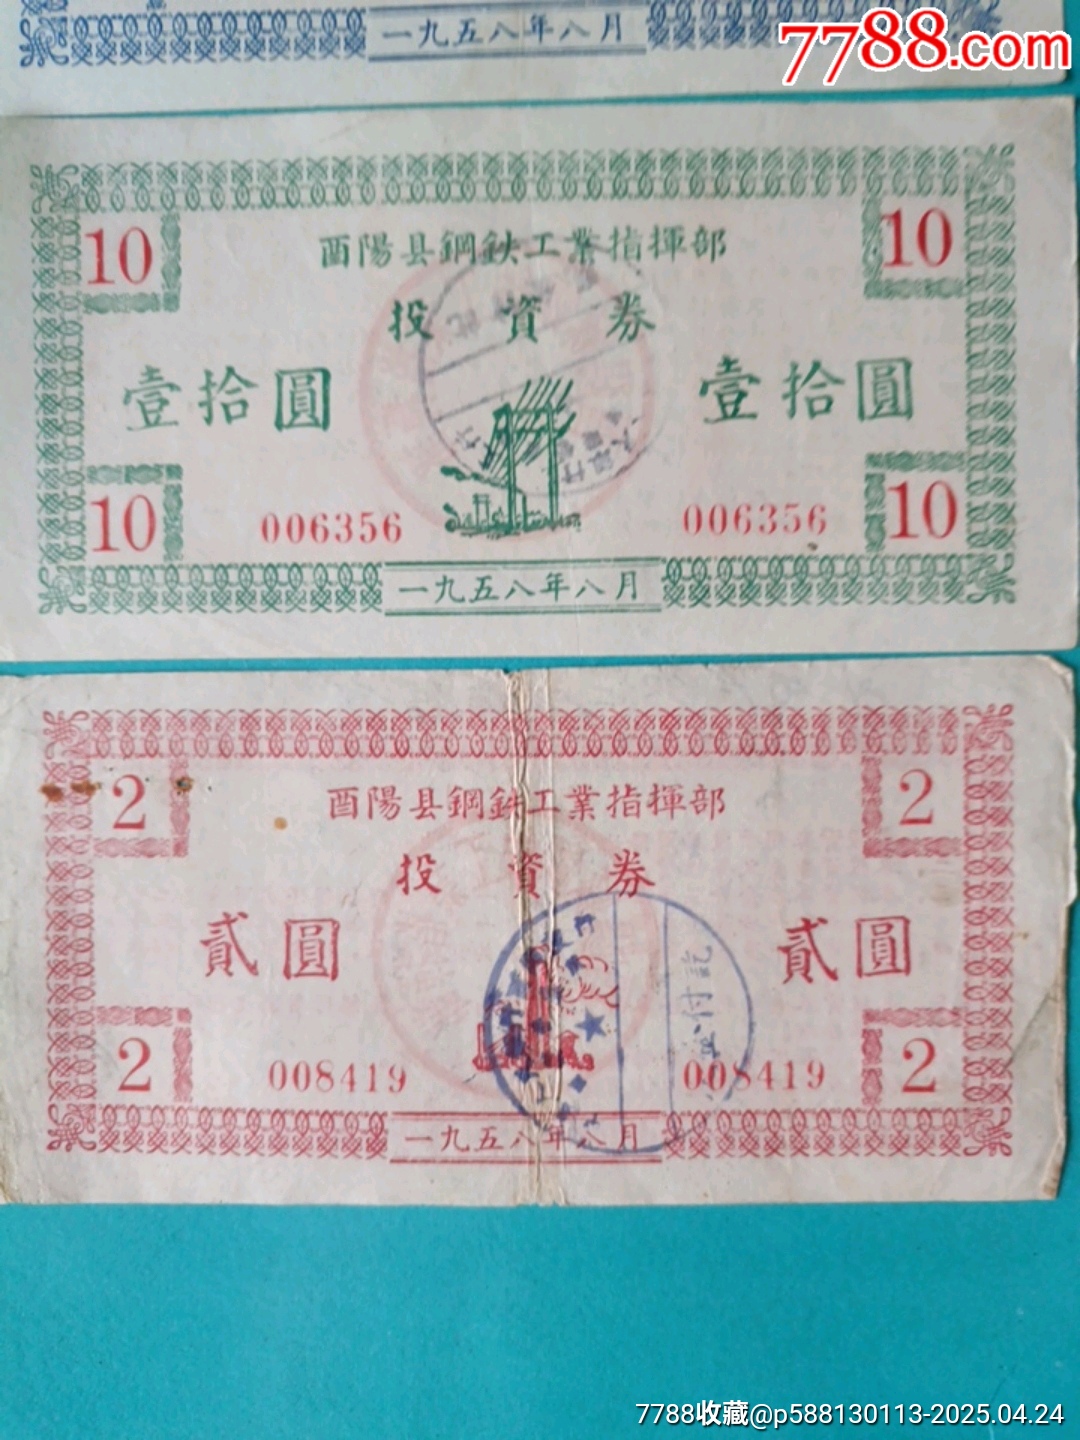 一九五八年八月
7788.com
酉陽县鋼鉄工業指揮部
10 10
投資券
壹拾圓 壹拾圓
10 006356 006356 10
一九五八年八月
酉陽县鋼鉄工業指揮部
2 2
投資券
貳圓 貳圓
付訖
2 008419 008419 2
一九五八年八月
7788收藏@p588130113-2025.04.24